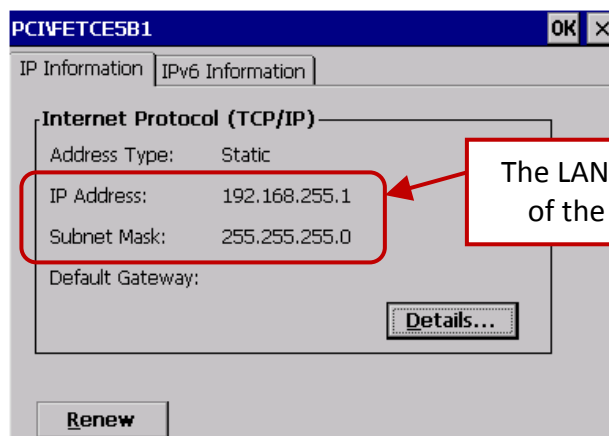 PCI\FETCE5B1 OK ×
IP Information IPv6 Information
Internet Protocol (TCP/IP)
Address Type: Static
IP Address: 192.168.255.1
Subnet Mask: 255.255.255.0
Default Gateway:
Details...
Renew
The LAN
of the